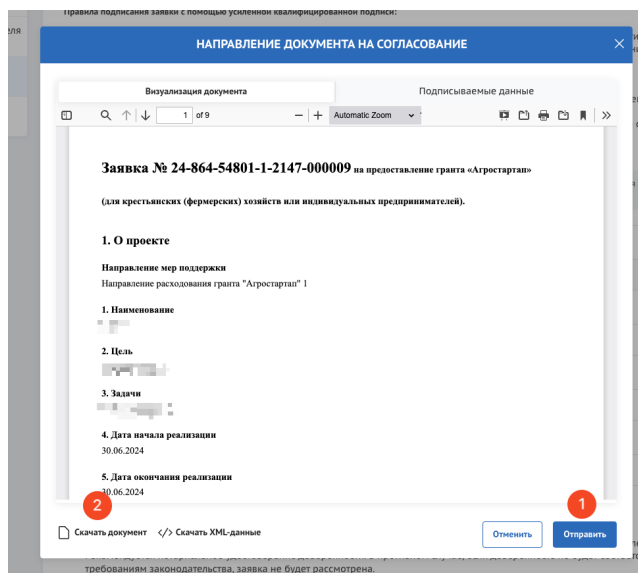 Правила подписания заявки с помощью усиленной квалифицированной подписи:
еля
НАПРАВЛЕНИЕ ДОКУМЕНТА НА СОГЛАСОВАНИЕ
Визуализация документа
Подписываемые данные
1 of 9
Automatic Zoom
Заявка № 24-864-54801-1-2147-000009 на предоставление гранта «Агростартап»
(для крестьянских (фермерских) хозяйств или индивидуальных предпринимателей).
1. О проекте
Направление мер поддержки
Направление расходования гранта "Агростартап" 1
1. Наименование
2. Цель
3. Задачи
4. Дата начала реализации
30.06.2024
5. Дата окончания реализации
30.06.2024
2
1
Скачать документ </> Скачать XML-данные
Отменить
Отправить
требованиям законодательства, заявка не будет рассмотрена.